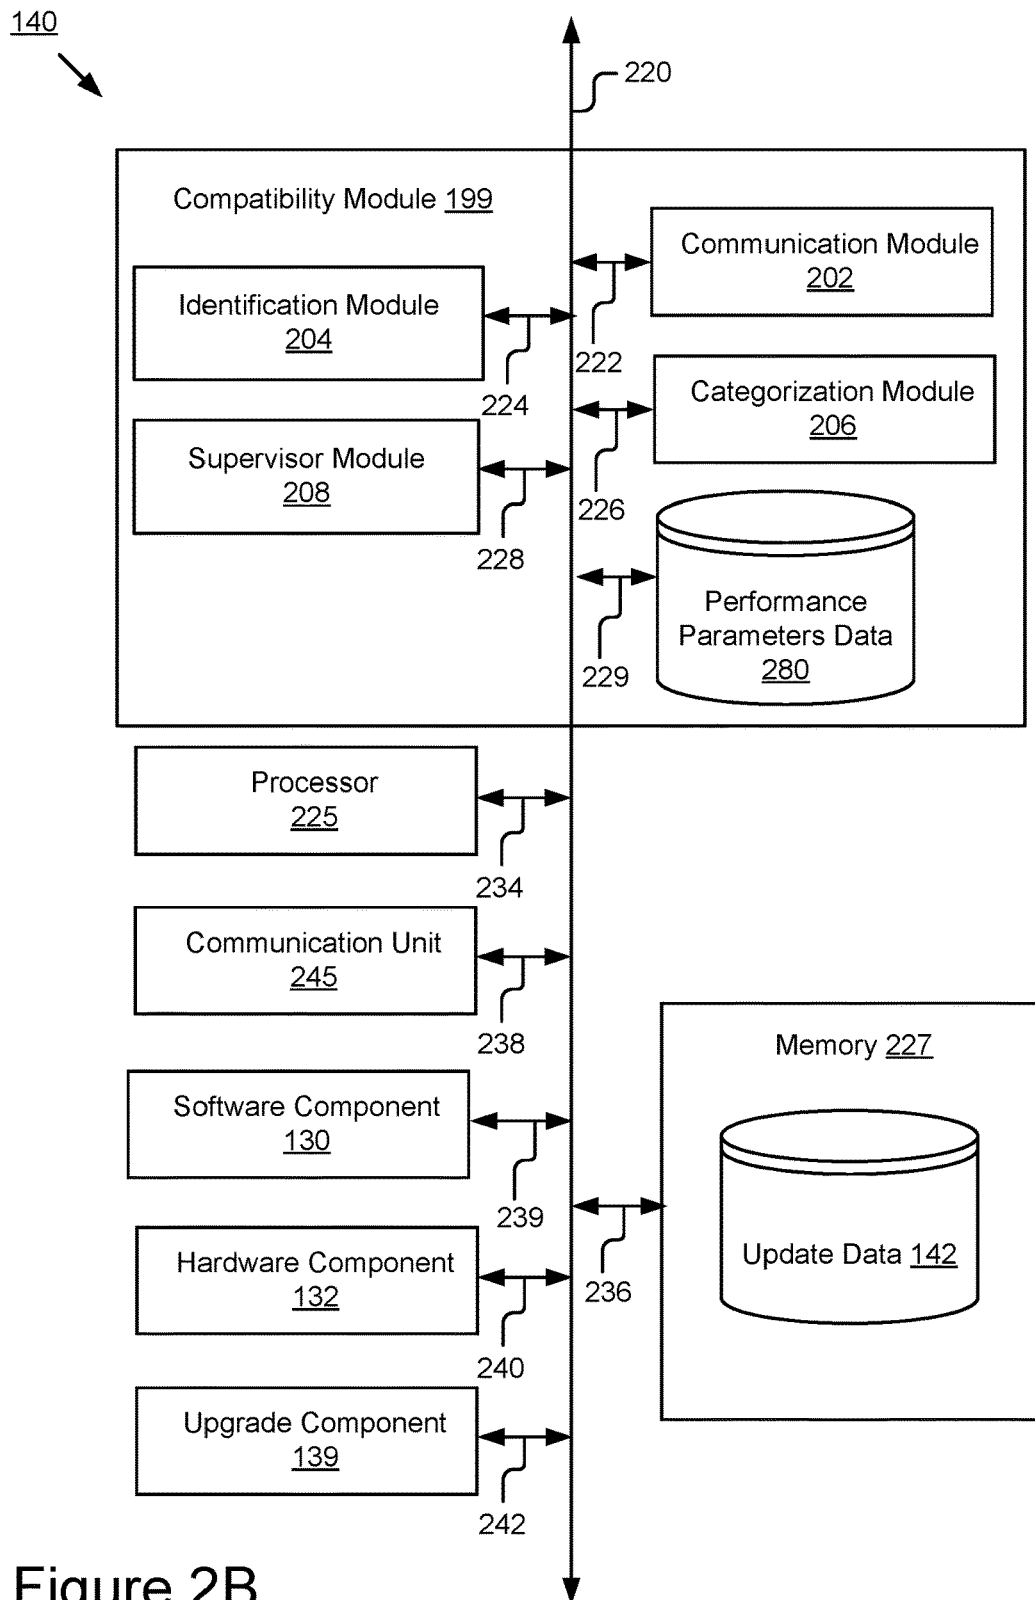 140
220
Compatibility Module 199
Communication Module
202
222
Identification Module
204
224
Categorization Module
206
226
Supervisor Module
208
228
Performance
Parameters Data
280
229
Processor
225
234
Communication Unit
245
238
Memory 227
Software Component
130
239
Update Data 142
236
Hardware Component
132
240
Upgrade Component
139
242
Figure 2B